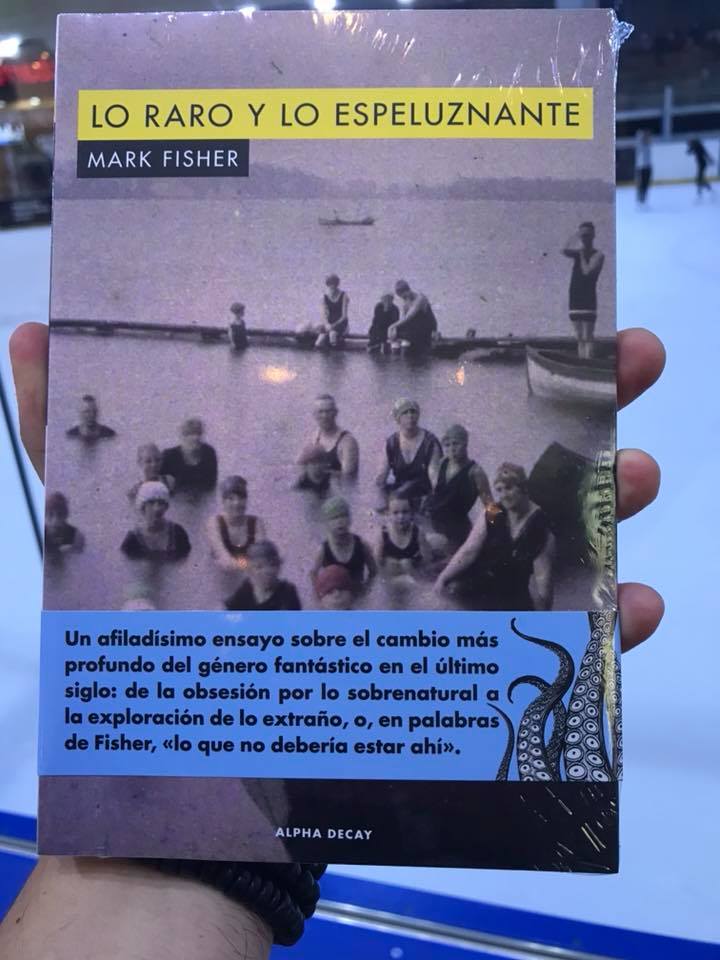 LO RARO Y LO ESPELUZNANTE
MARK FISHER
Un afiladísimo ensayo sobre el cambio más
profundo del género fantástico en el último
siglo: de la obsesión por lo sobrenatural a
la exploración de lo extraño, o, en palabras
de Fisher, «lo que no debería estar ahí».
ALPHA DECAY